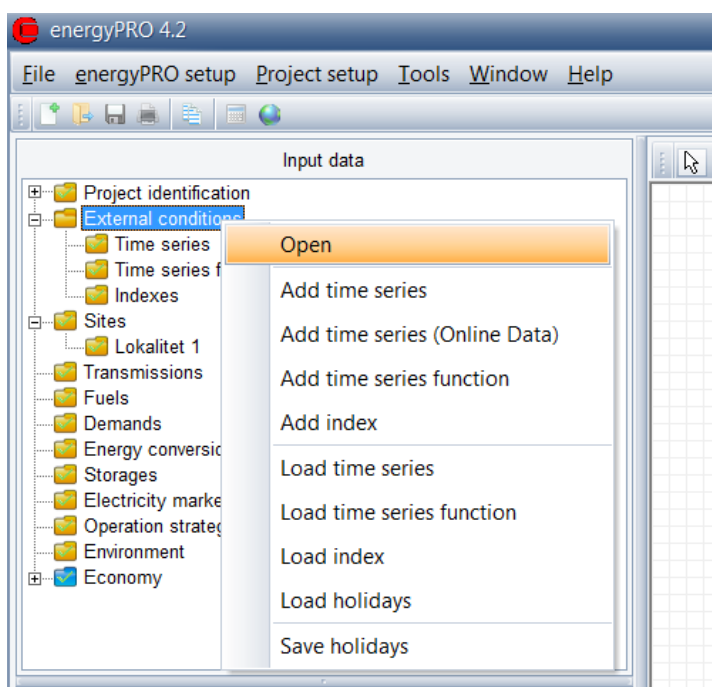 energyPRO 4.2
File energyPRO setup Project setup Tools Window Help
Input data
Project identification
External conditions
Time series
Time series f
Indexes
Sites
Lokalitet 1
Transmissions
Fuels
Demands
Energy conversio
Storages
Electricity marke
Operation strateg
Environment
Economy
Open
Add time series
Add time series (Online Data)
Add time series function
Add index
Load time series
Load time series function
Load index
Load holidays
Save holidays